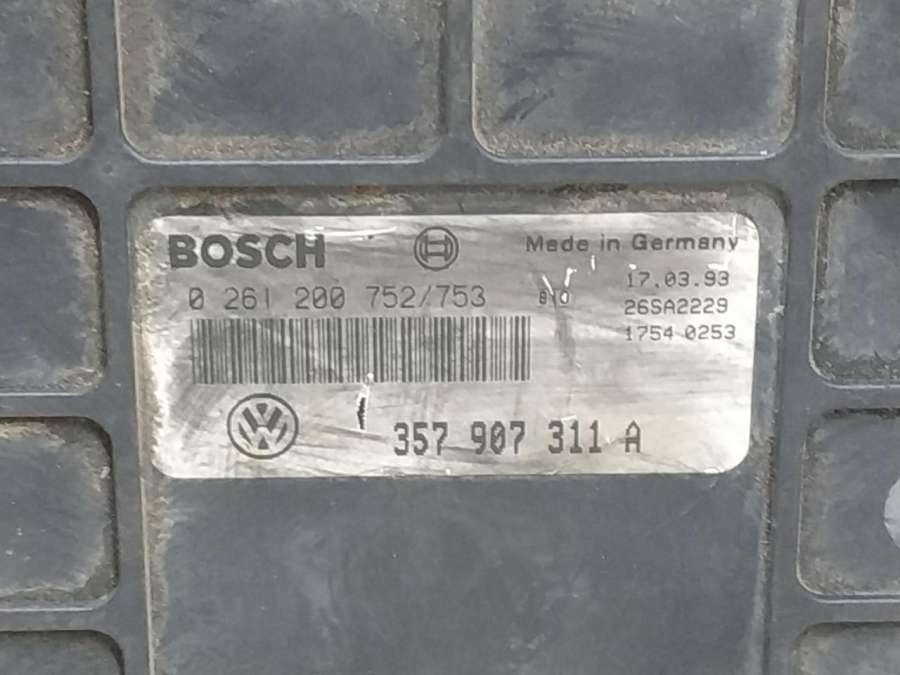 BOSCH
Made in Germany
0 261 200 752/753
17.03.93
26SA2229
1754 0253
357 907 311 A